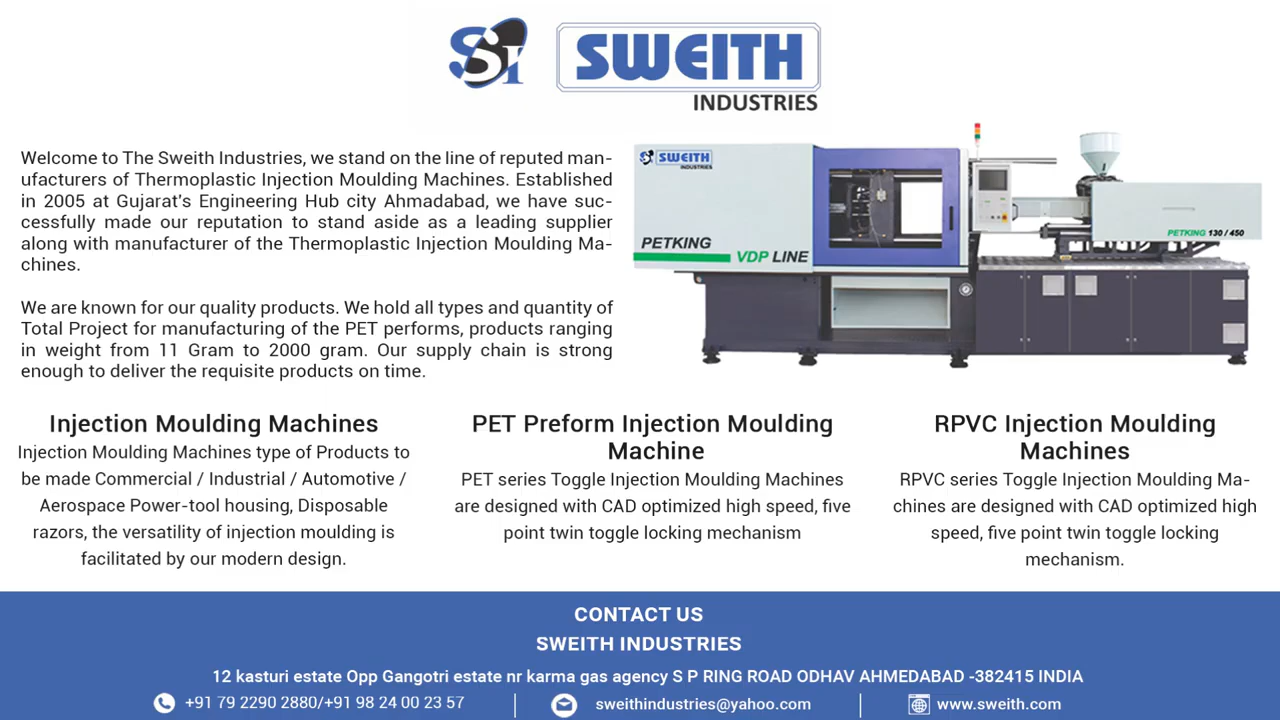 SI
SWEITH
INDUSTRIES
Welcome to The Sweith Industries, we stand on the line of reputed man-
ufacturers of Thermoplastic Injection Moulding Machines. Established
in 2005 at Gujarat's Engineering Hub city Ahmadabad, we have suc-
cessfully made our reputation to stand aside as a leading supplier
along with manufacturer of the Thermoplastic Injection Moulding Ma-
chines.
We are known for our quality products. We hold all types and quantity of
Total Project for manufacturing of the PET performs, products ranging
in weight from 11 Gram to 2000 gram. Our supply chain is strong
enough to deliver the requisite products on time.
SI SWEITH
INDUSTRIES
PETKING
VDP LINE
PETKING 130 / 450
Injection Moulding Machines
Injection Moulding Machines type of Products to
be made Commercial / Industrial / Automotive /
Aerospace Power-tool housing, Disposable
razors, the versatility of injection moulding is
facilitated by our modern design.
PET Preform Injection Moulding
Machine
PET series Toggle Injection Moulding Machines
are designed with CAD optimized high speed, five
point twin toggle locking mechanism
RPVC Injection Moulding
Machines
RPVC series Toggle Injection Moulding Ma-
chines are designed with CAD optimized high
speed, five point twin toggle locking
mechanism.
CONTACT US
SWEITH INDUSTRIES
12 kasturi estate Opp Gangotri estate nr karma gas agency S P RING ROAD ODHAV AHMEDABAD -382415 INDIA
+91 79 2290 2880/+91 98 24 00 23 57
sweithindustries@yahoo.com
www.sweith.com